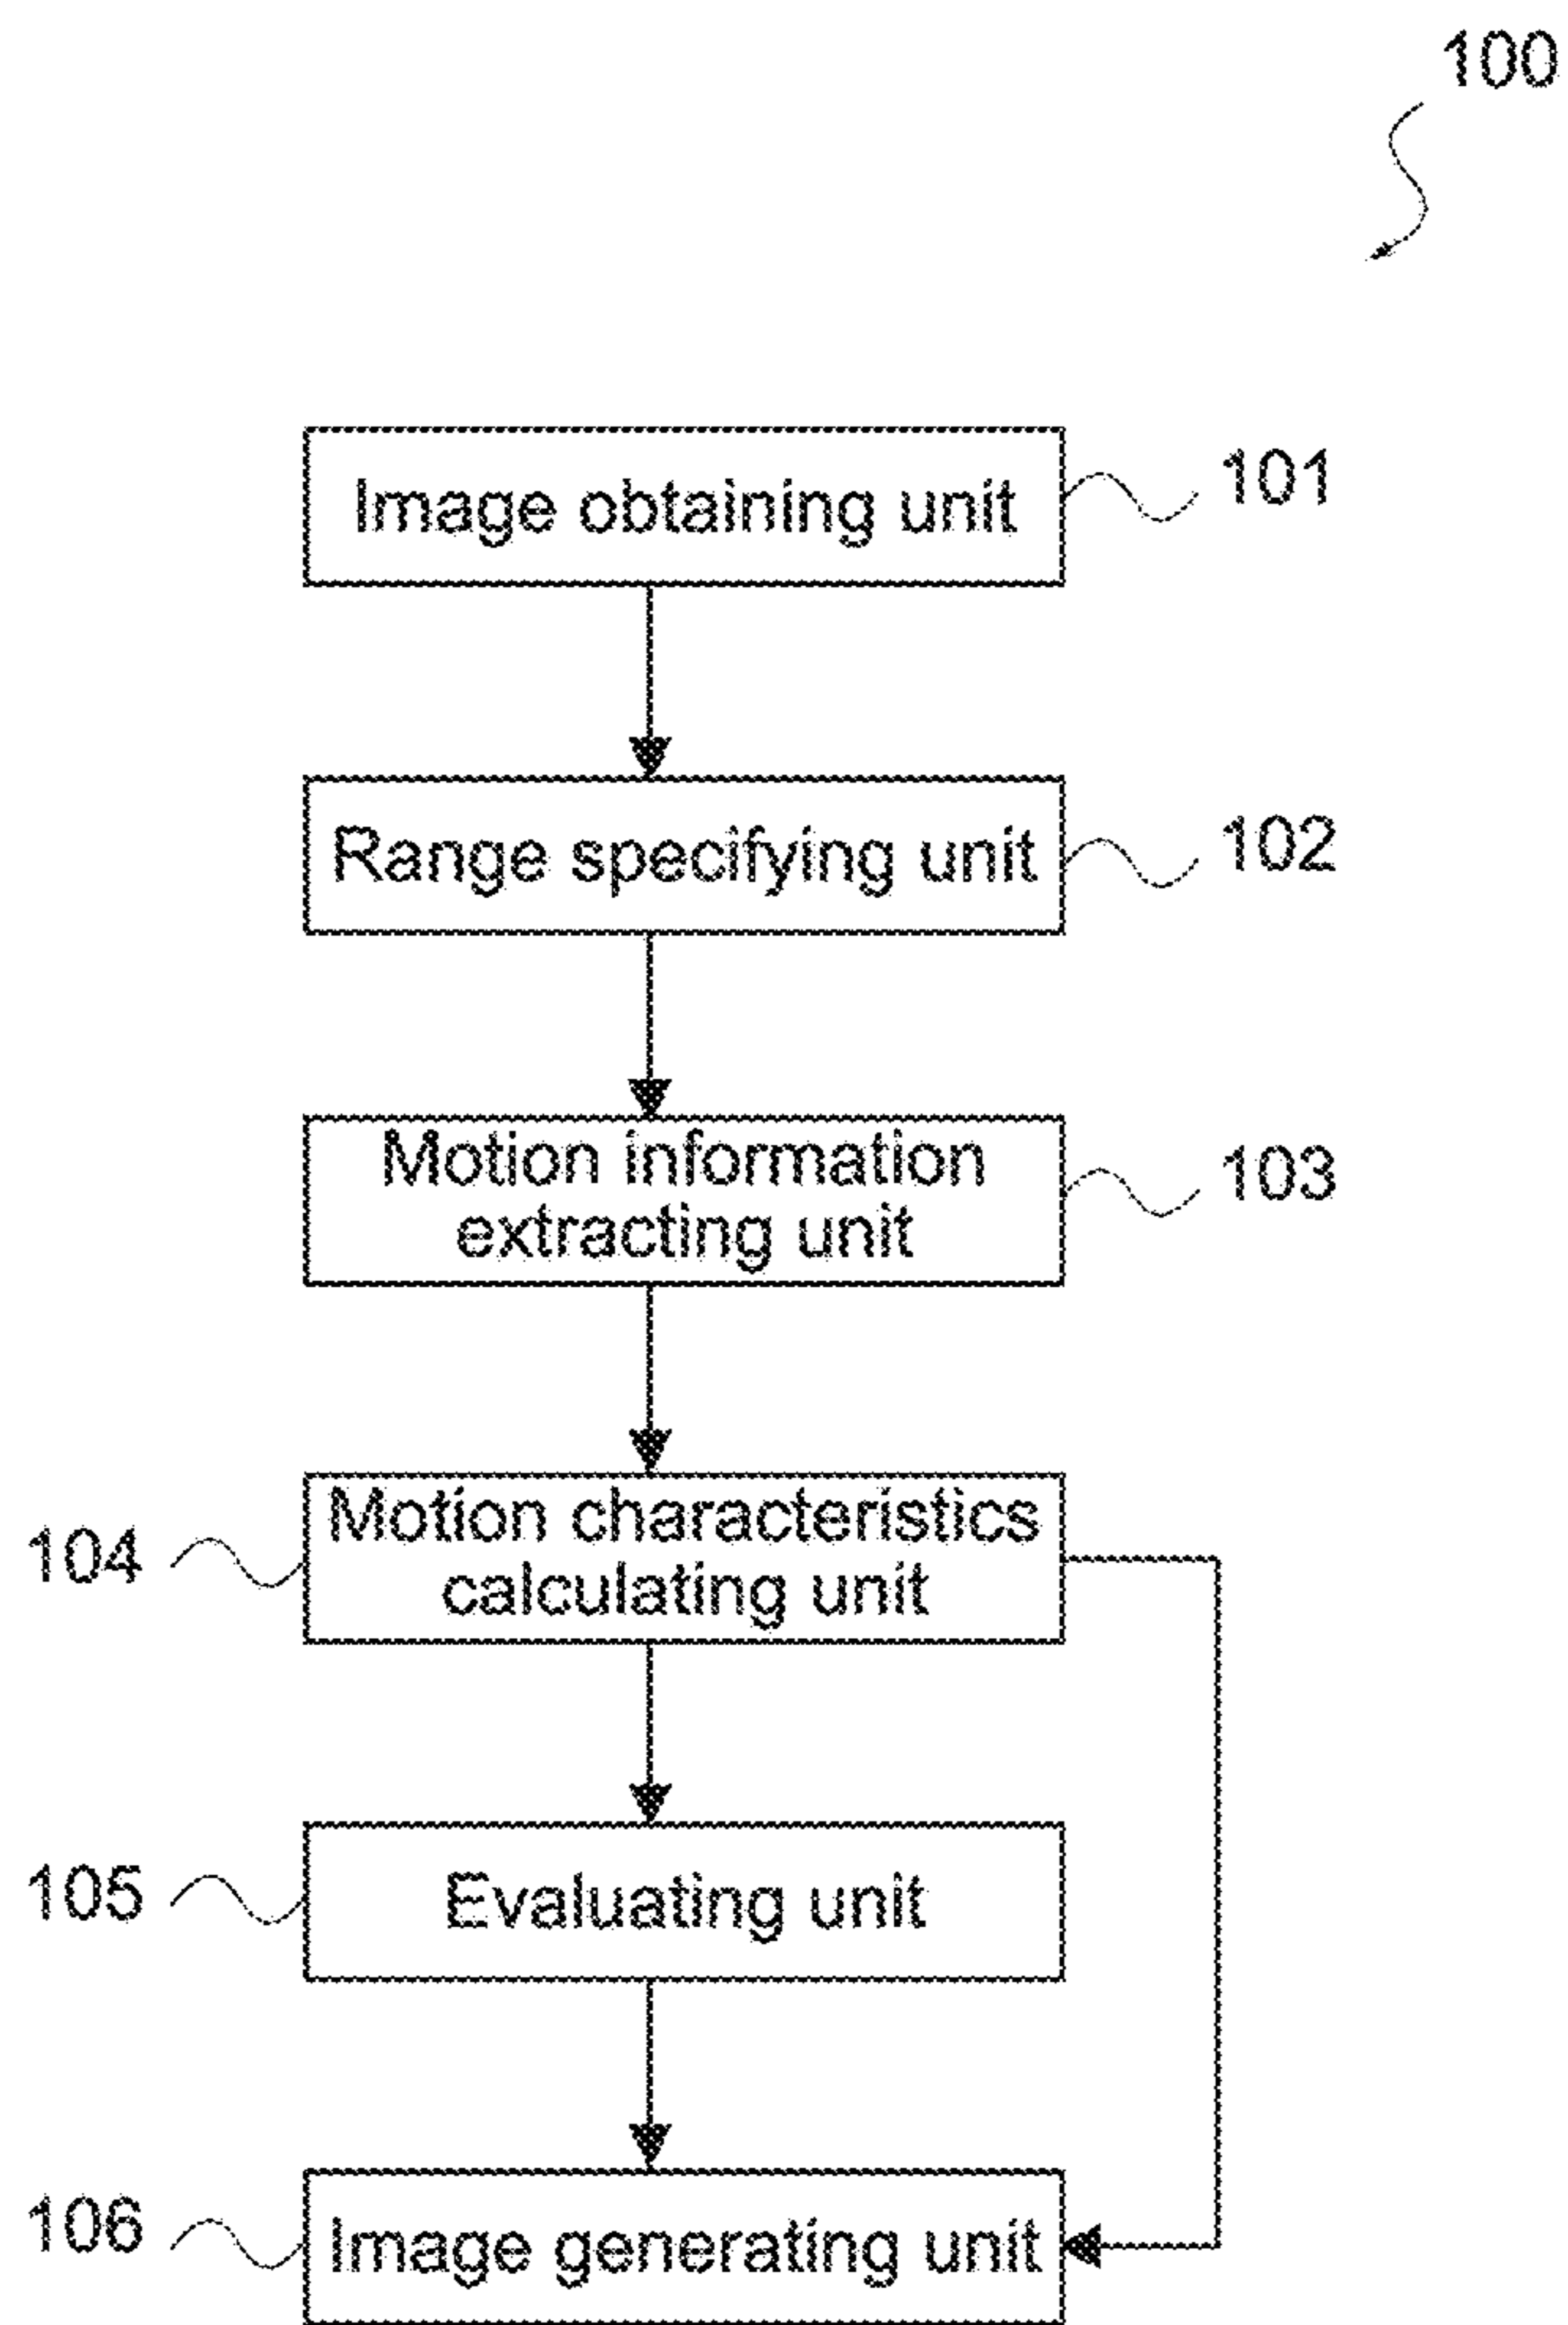 100
Image obtaining unit
101
Range specifying unit
102
Motion information
extracting unit
103
104
Motion characteristics
calculating unit
105
Evaluating unit
106
Image generating unit